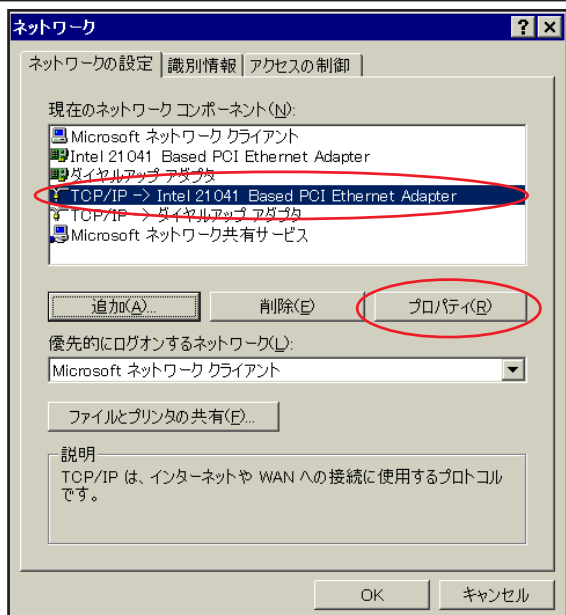 ネットワーク
ネットワークの設定 識別情報 アクセスの制御
現在のネットワーク コンポーネント(N):
Microsoft ネットワーク クライアント
Intel 21041 Based PCI Ethernet Adapter
ダイヤルアップ アダプタ
TCP/IP -> Intel 21041 Based PCI Ethernet Adapter
TCP/IP -> ダイヤルアップ アダプタ
Microsoft ネットワーク共有サービス
追加(A)... 削除(E) プロパティ(R)
優先的にログオンするネットワーク(L):
Microsoft ネットワーク クライアント
ファイルとプリンタの共有(F)...
説明
TCP/IP は、インターネットや WAN への接続に使用するプロトコル
です。
OK キャンセル